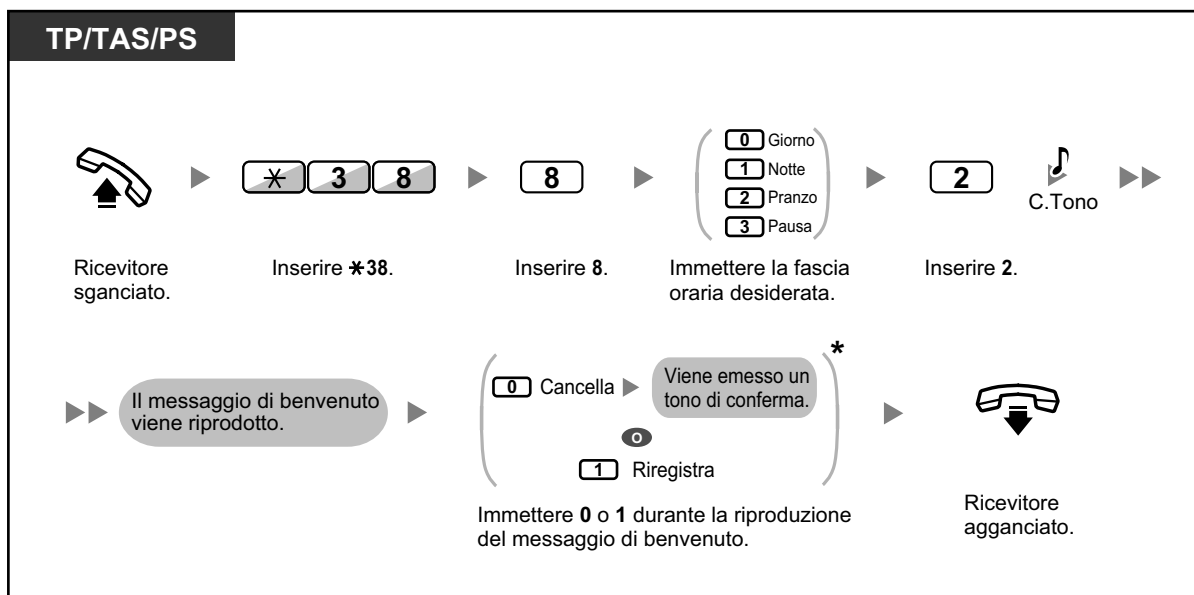 TP/TAS/PS
0 Giorno
1 Notte
2 Pranzo
3 Pausa
* 3 8
8
2
C.Tono
Ricevitore
sganciato.
Inserire *38.
Inserire 8.
Immettere la fascia
oraria desiderata.
Inserire 2.
Il messaggio di benvenuto
viene riprodotto.
0 Cancella
Viene emesso un
tono di conferma.
*
O
1 Riregistra
Immettere 0 o 1 durante la riproduzione
del messaggio di benvenuto.
Ricevitore
agganciato.